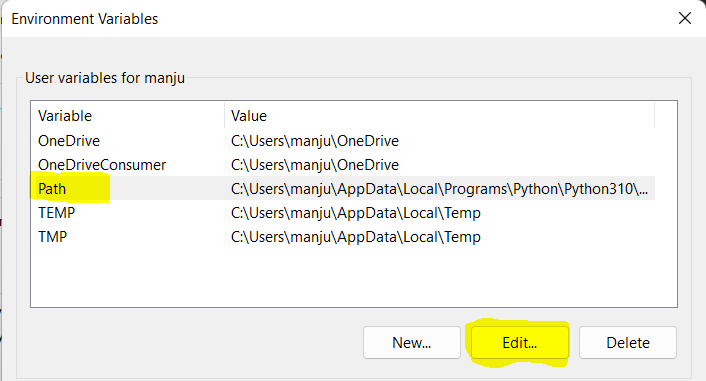 Environment Variables
User variables for manju
Variable Value
OneDrive C:\Users\manju\OneDrive
OneDriveConsumer C:\Users\manju\OneDrive
Path C:\Users\manju\AppData\Local\Programs\Python\Python310\...
TEMP C:\Users\manju\AppData\Local\Temp
TMP C:\Users\manju\AppData\Local\Temp
New... Edit... Delete